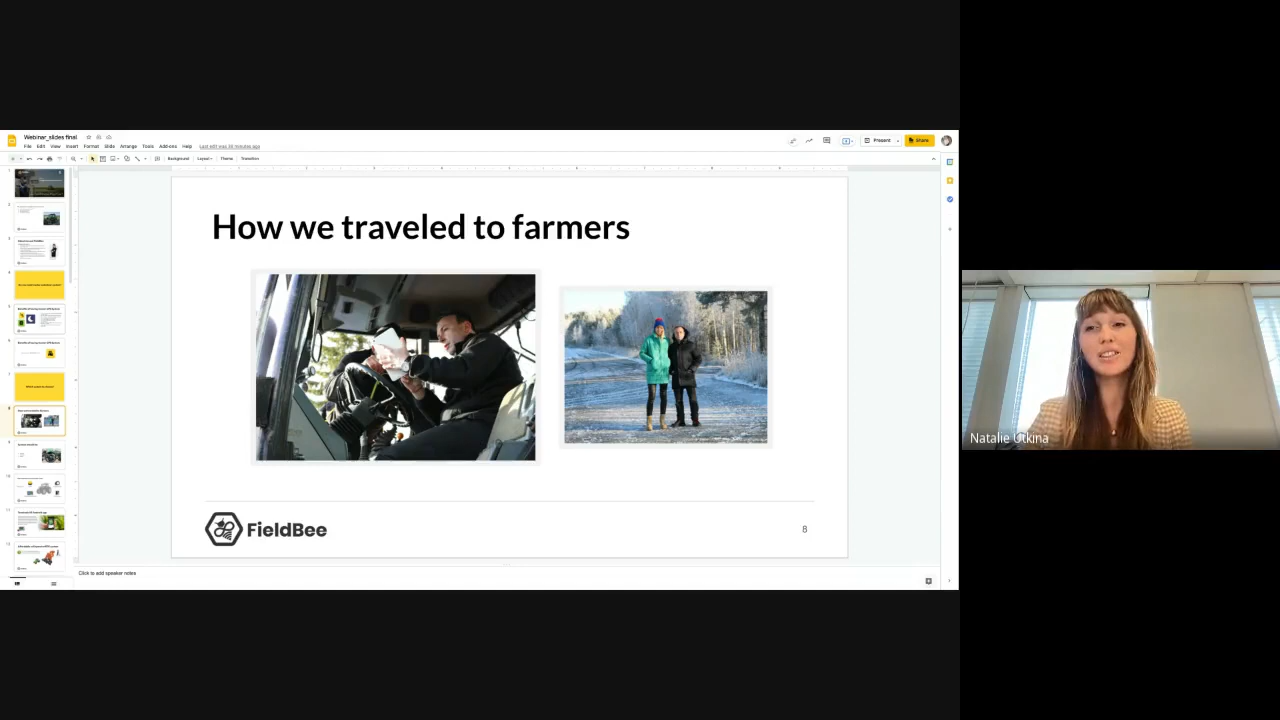 Webinar_slides final
File Edit View Insert Format Slide Arrange Tools Add-ons Help Last edit was 36 minutes ago
Present
Share
Background Layout Theme Transition
How we traveled to farmers
FieldBee
8
Click to add speaker notes
Natalie Utkina